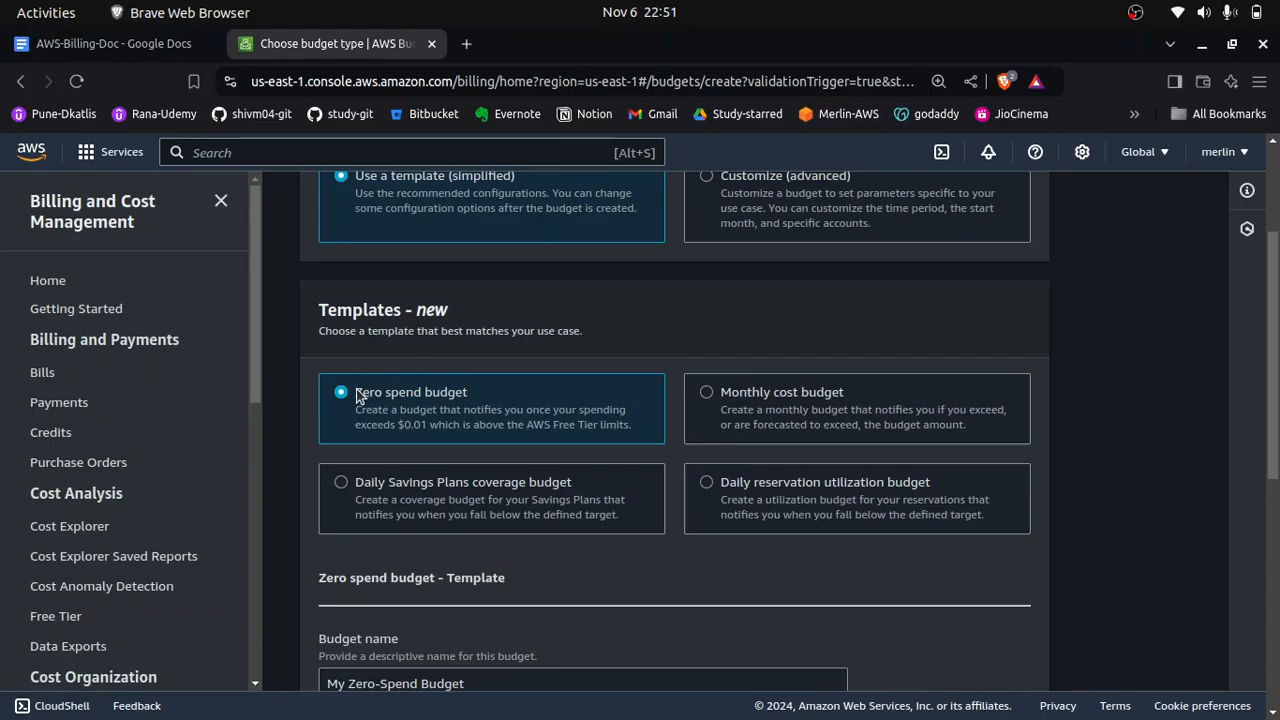 Activities
Brave Web Browser
Nov 6 22:51
AWS-Billing-Doc - Google Docs
Choose budget type | AWS Bu
us-east-1.console.aws.amazon.com/billing/home?region=us-east-1#/budgets/create?validationTrigger=true&st...
2
Pune-Dkatlis
Rana-Udemy
shivm04-git
study-git
Bitbucket
Evernote
Notion
Gmail
Study-starred
Merlin-AWS
godaddy
JioCinema
All Bookmarks
aws
Services
Search
[Alt+S]
Global
merlin
Billing and Cost
Management
Home
Getting Started
Billing and Payments
Bills
Payments
Credits
Purchase Orders
Cost Analysis
Cost Explorer
Cost Explorer Saved Reports
Cost Anomaly Detection
Free Tier
Data Exports
Cost Organization
Use a template (simplified)
Use the recommended configurations. You can change
some configuration options after the budget is created.
Customize (advanced)
Customize a budget to set parameters specific to your
use case. You can customize the time period, the start
month, and specific accounts.
Templates - new
Choose a template that best matches your use case.
Zero spend budget
Create a budget that notifies you once your spending
exceeds $0.01 which is above the AWS Free Tier limits.
Monthly cost budget
Create a monthly budget that notifies you if you exceed,
or are forecasted to exceed, the budget amount.
Daily Savings Plans coverage budget
Create a coverage budget for your Savings Plans that
notifies you when you fall below the defined target.
Daily reservation utilization budget
Create a utilization budget for your reservations that
notifies you when you fall below the defined target.
Zero spend budget - Template
Budget name
Provide a descriptive name for this budget.
My Zero-Spend Budget
CloudShell
Feedback
© 2024, Amazon Web Services, Inc. or its affiliates.
Privacy
Terms
Cookie preferences